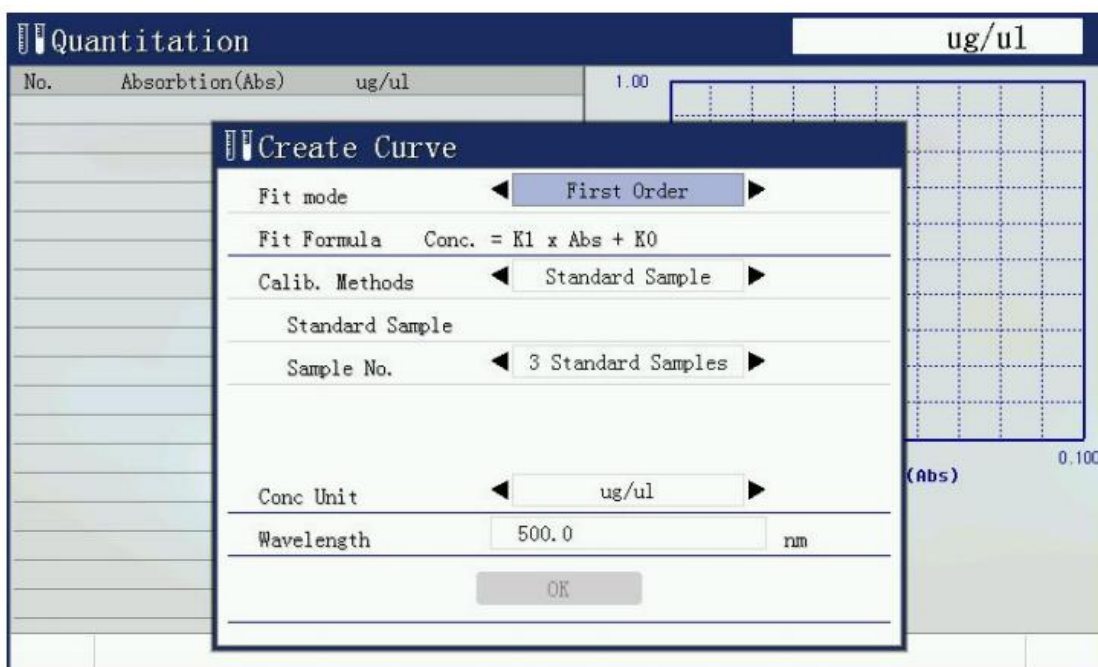 Quantitation
ug/ul
No. Absorbtion(Abs) ug/ul
1.00
Create Curve
Fit mode First Order
Fit Formula Conc. = K1 x Abs + K0
Calib. Methods Standard Sample
Standard Sample
Sample No. 3 Standard Samples
0.100
(Abs)
Conc Unit ug/ul
Wavelength 500.0 nm
OK